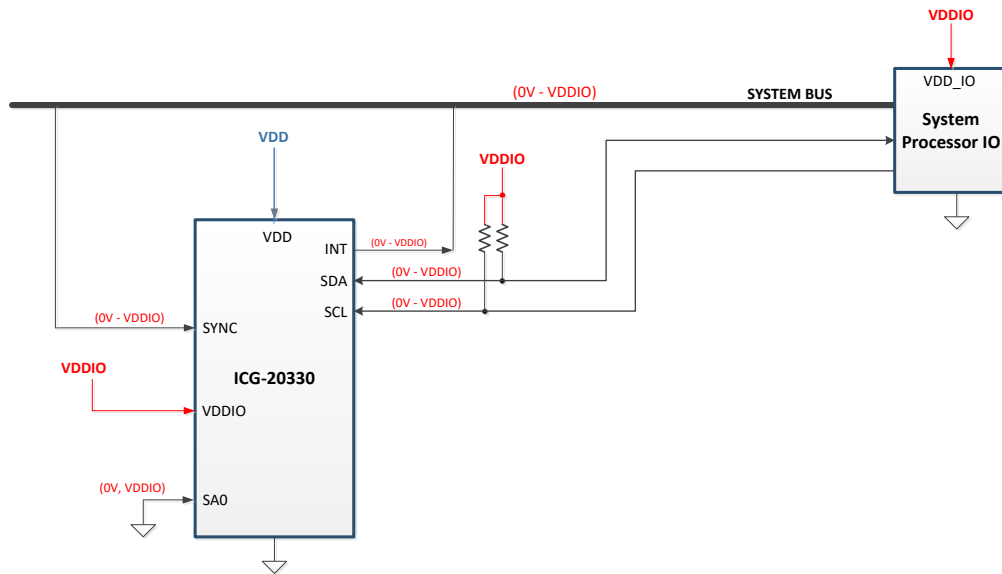 VDDIO
VDD_IO
(0V - VDDIO)
SYSTEM BUS
System
Processor IO
VDD
VDDIO
VDD
INT
(0V - VDDIO)
SDA
(0V - VDDIO)
SCL
(0V - VDDIO)
(0V - VDDIO)
SYNC
VDDIO
ICG-20330
VDDIO
(0V, VDDIO)
SA0